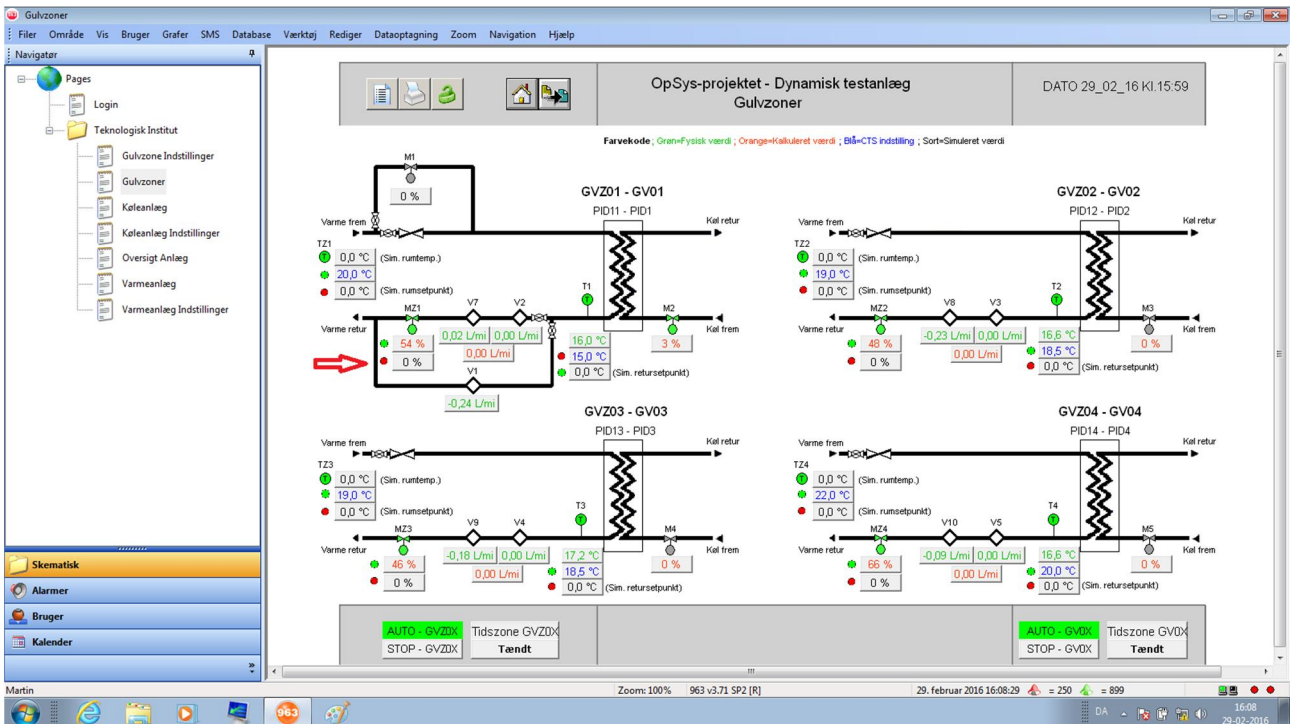 Gulvzoner
Filer Område Vis Bruger Grafer SMS Database Værktøj Rediger Dataoptagning Zoom Navigation Hjælp
Navigatør
Pages
Login
Teknologisk Institut
Gulvzone Indstillinger
Gulvzoner
Køleanlæg
Køleanlæg Indstillinger
Oversigt Anlæg
Varmeanlæg
Varmeanlæg Indstillinger
Skematisk
Alarmer
Bruger
Kalender
OpSys-projektet - Dynamisk testanlæg
Gulvzoner
DATO 29_02_16 Kl.15:59
Farvekode ; Grøn=Fysisk værdi ; Orange=Kalkuleret værdi ; Blå=CTS indstilling ; Sort=Simuleret værdi
M1
0 %
GVZ01 - GV01
PID11 - PID1
Varme frem
Køl retur
TZ1
T
0,0 °C (Sim. rumtemp.)
20,0 °C
0,0 °C (Sim. rumsetpunkt)
MZ1 V7 V2 T1 M2
T
Varme retur
Køl frem
54 %
0 %
0,02 L/mi 0,00 L/mi
0,00 L/mi
16,0 °C
15,0 °C
0,0 °C (Sim. retursetpunkt)
3 %
V1
-0,24 L/mi
GVZ02 - GV02
PID12 - PID2
Varme frem
Køl retur
TZ2
T
0,0 °C (Sim. rumtemp.)
19,0 °C
0,0 °C (Sim. rumsetpunkt)
MZ2 V8 V3 T2 M3
T
Varme retur
Køl frem
48 %
0 %
-0,23 L/mi 0,00 L/mi
0,00 L/mi
16,6 °C
18,5 °C
0,0 °C (Sim. retursetpunkt)
0 %
GVZ03 - GV03
PID13 - PID3
Varme frem
Køl retur
TZ3
T
0,0 °C (Sim. rumtemp.)
19,0 °C
0,0 °C (Sim. rumsetpunkt)
MZ3 V9 V4 T3 M4
T
Varme retur
Køl frem
46 %
0 %
-0,18 L/mi 0,00 L/mi
0,00 L/mi
17,2 °C
18,5 °C
0,0 °C (Sim. retursetpunkt)
0 %
GVZ04 - GV04
PID14 - PID4
Varme frem
Køl retur
TZ4
T
0,0 °C (Sim. rumtemp.)
22,0 °C
0,0 °C (Sim. rumsetpunkt)
MZ4 V10 V5 T4 M5
T
Varme retur
Køl frem
66 %
0 %
-0,09 L/mi 0,00 L/mi
0,00 L/mi
16,6 °C
20,0 °C
0,0 °C (Sim. retursetpunkt)
0 %
AUTO - GVZ0X
STOP - GVZ0X
Tidszone GVZ0X
Tændt
AUTO - GV0X
STOP - GV0X
Tidszone GV0X
Tændt
Martin
Zoom: 100% 963 v3.71 SP2 [R]
29. februar 2016 16:08:29 = 250 = 899
963
DA
16:08
29-02-2016